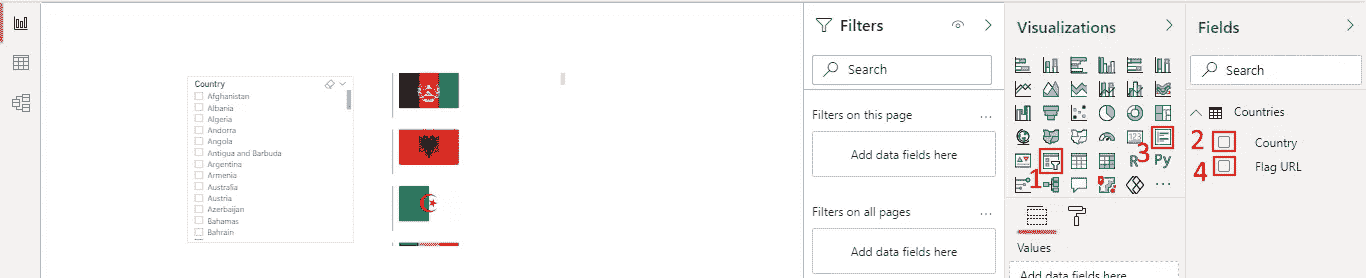 Country
Afghanistan
Albania
Algeria
Andorra
Angola
Antigua and Barbuda
Argentina
Armenia
Australia
Austria
Azerbaijan
Bahamas
Bahrain
Filters
Search
Filters on this page
...
Add data fields here
Filters on all pages
...
Add data fields here
Visualizations
123
3
1
R
Py
...
Values
Add data fields here
Fields
Search
Countries
2
Country
4
Flag URL